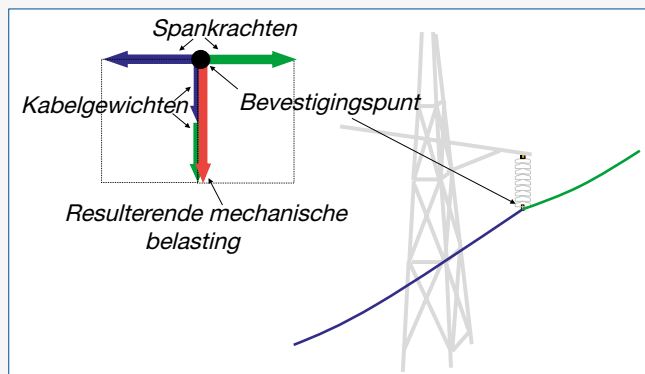 Spankrachten
Kabelgewichten
Bevestigingspunt
Resulterende mechanische
belasting